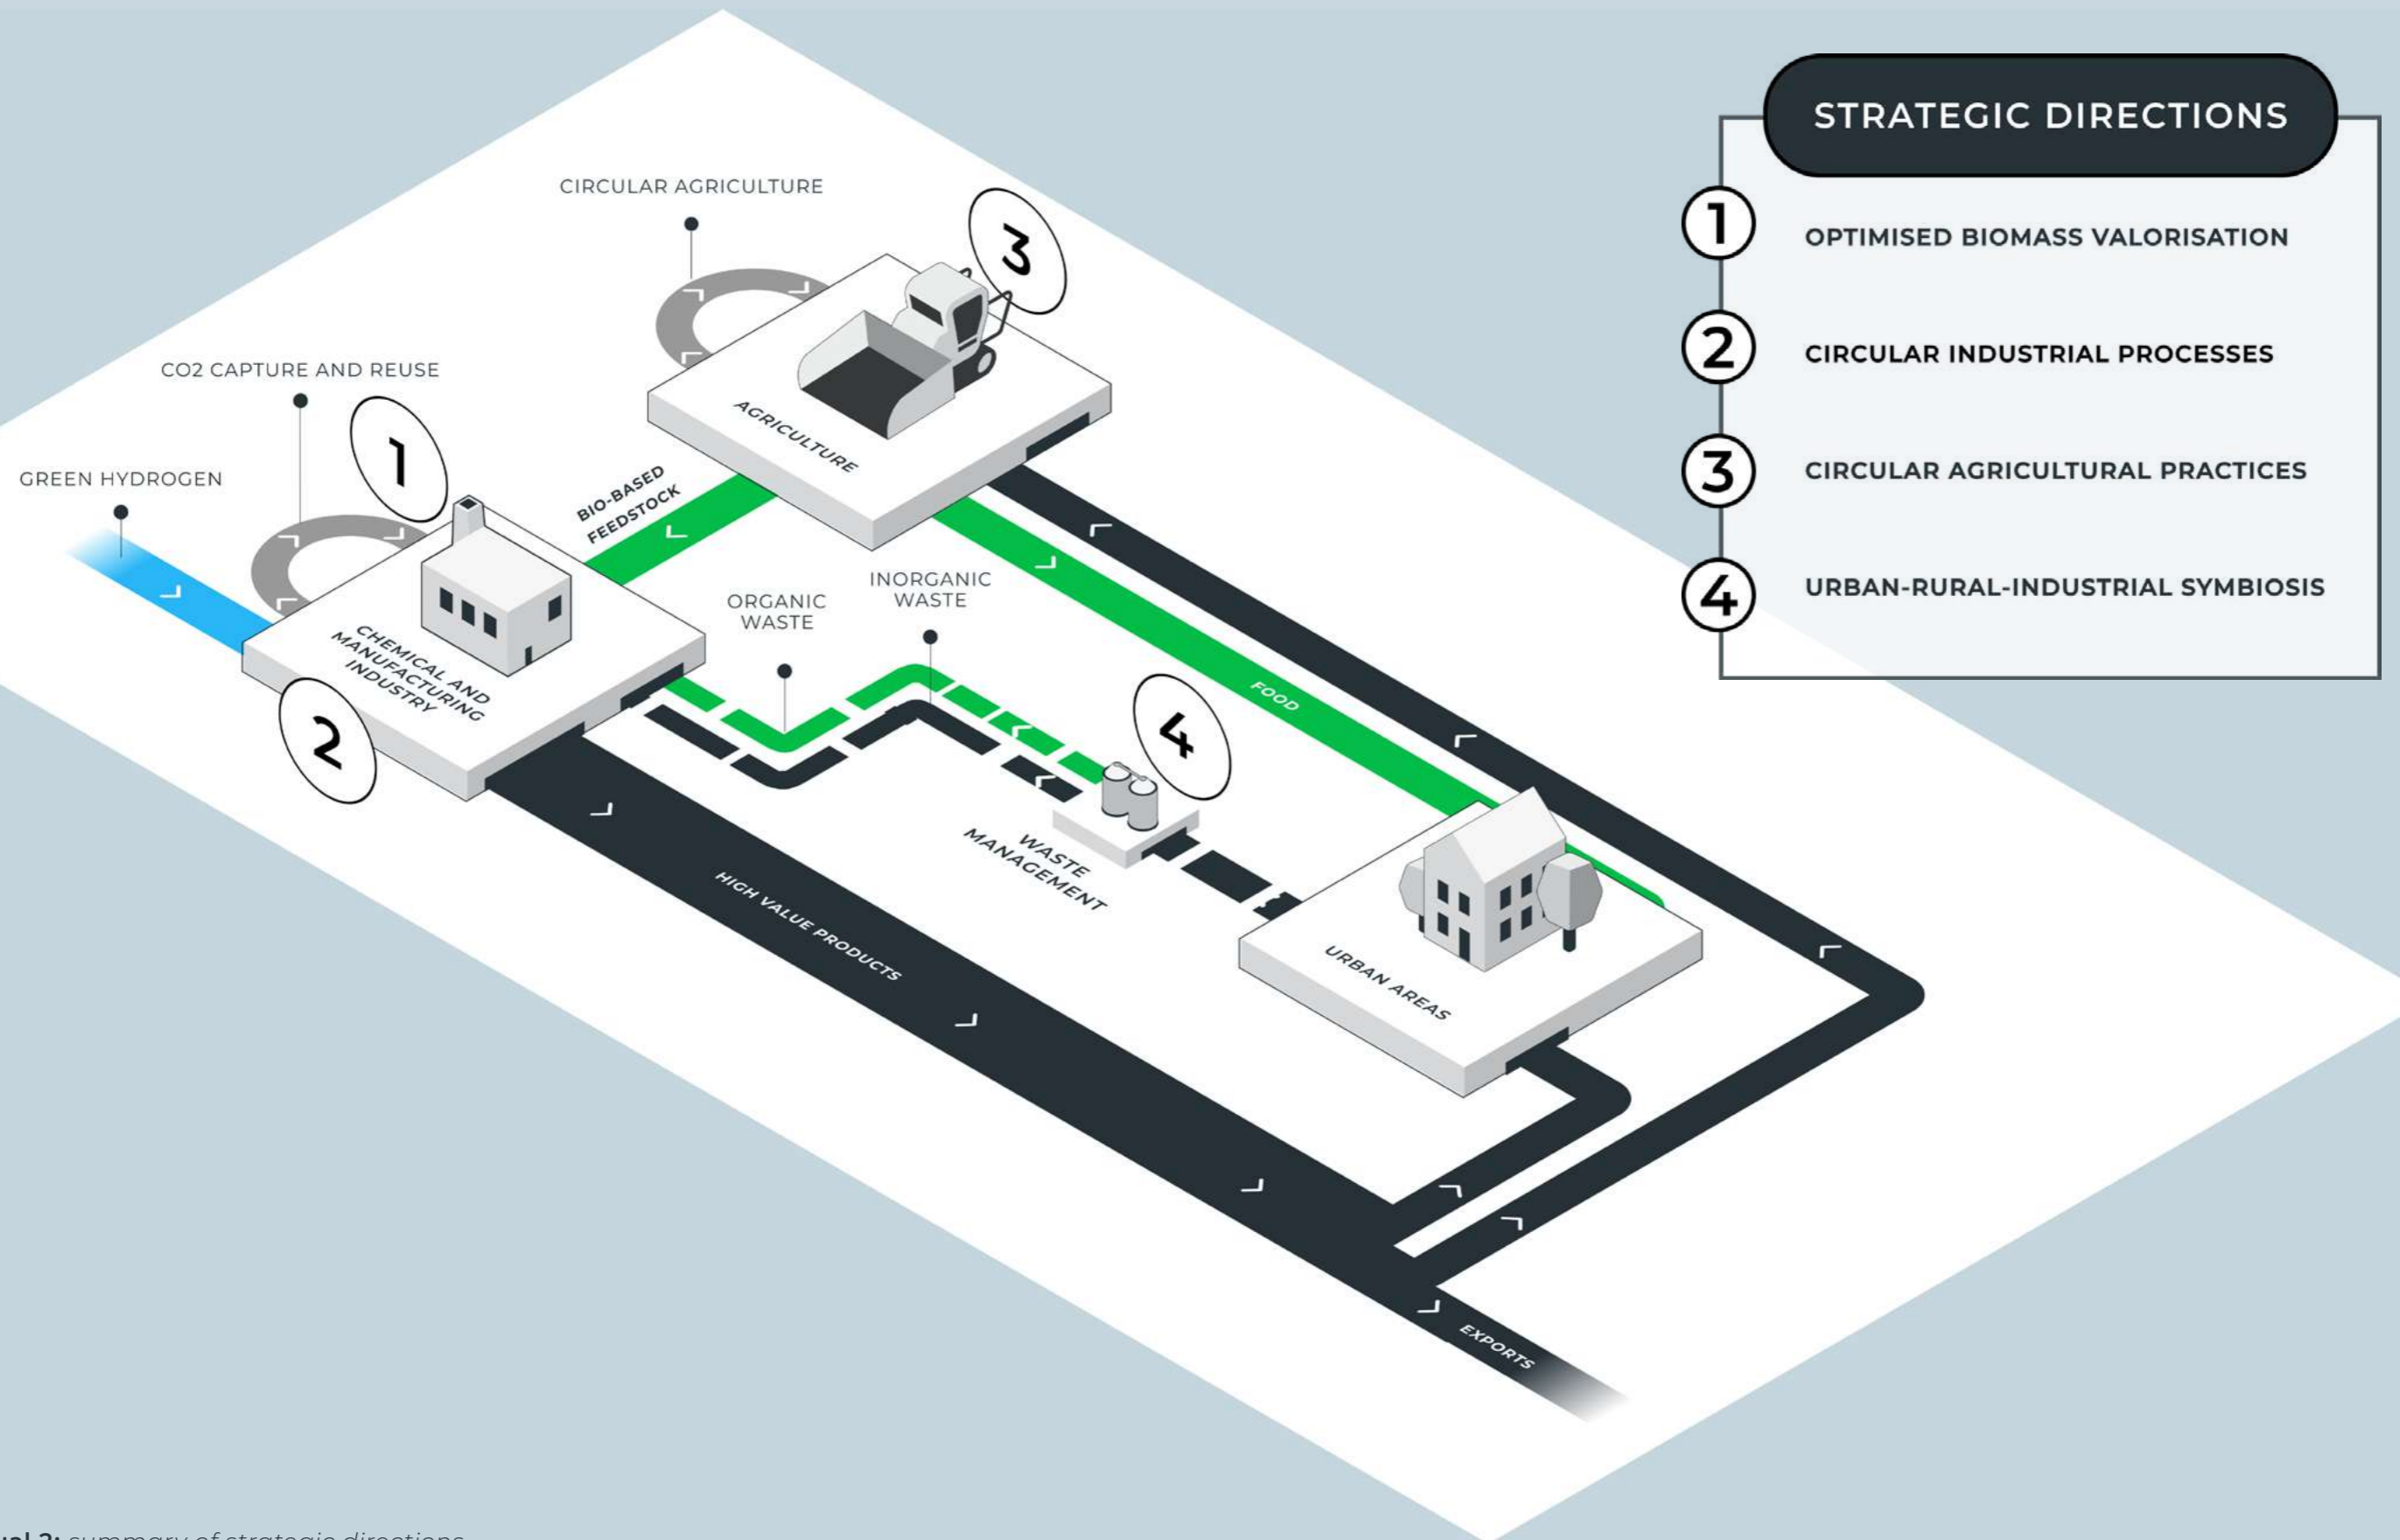 STRATEGIC DIRECTIONS
1
OPTIMISED BIOMASS VALORISATION
2
CIRCULAR INDUSTRIAL PROCESSES
3
CIRCULAR AGRICULTURAL PRACTICES
4
URBAN-RURAL-INDUSTRIAL SYMBIOSIS
CIRCULAR AGRICULTURE
3
AGRICULTURE
CO2 CAPTURE AND REUSE
1
GREEN HYDROGEN
BIO-BASED
FEEDSTOCK
CHEMICAL AND
MANUFACTURING
INDUSTRY
2
ORGANIC
WASTE
INORGANIC
WASTE
FOOD
4
WASTE
MANAGEMENT
HIGH VALUE PRODUCTS
URBAN AREAS
EXPORTS
2: summary of strategic directions